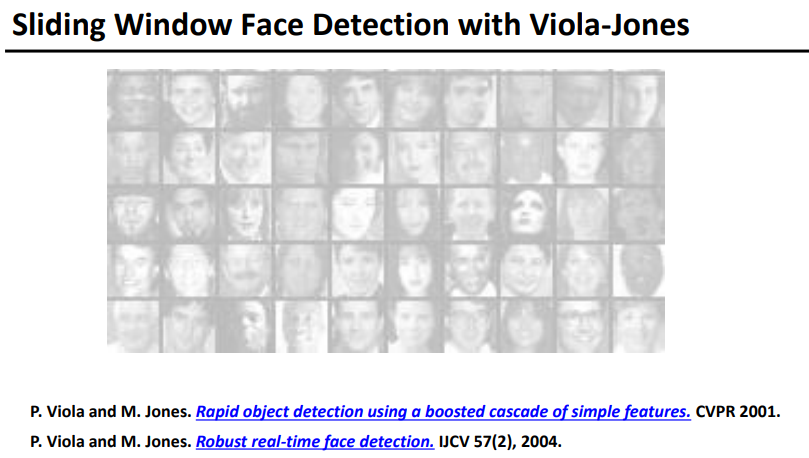 Sliding Window Face Detection with Viola-Jones
P. Viola and M. Jones. Rapid object detection using a boosted cascade of simple features. CVPR 2001.
P. Viola and M. Jones. Robust real-time face detection. IJCV 57(2), 2004.